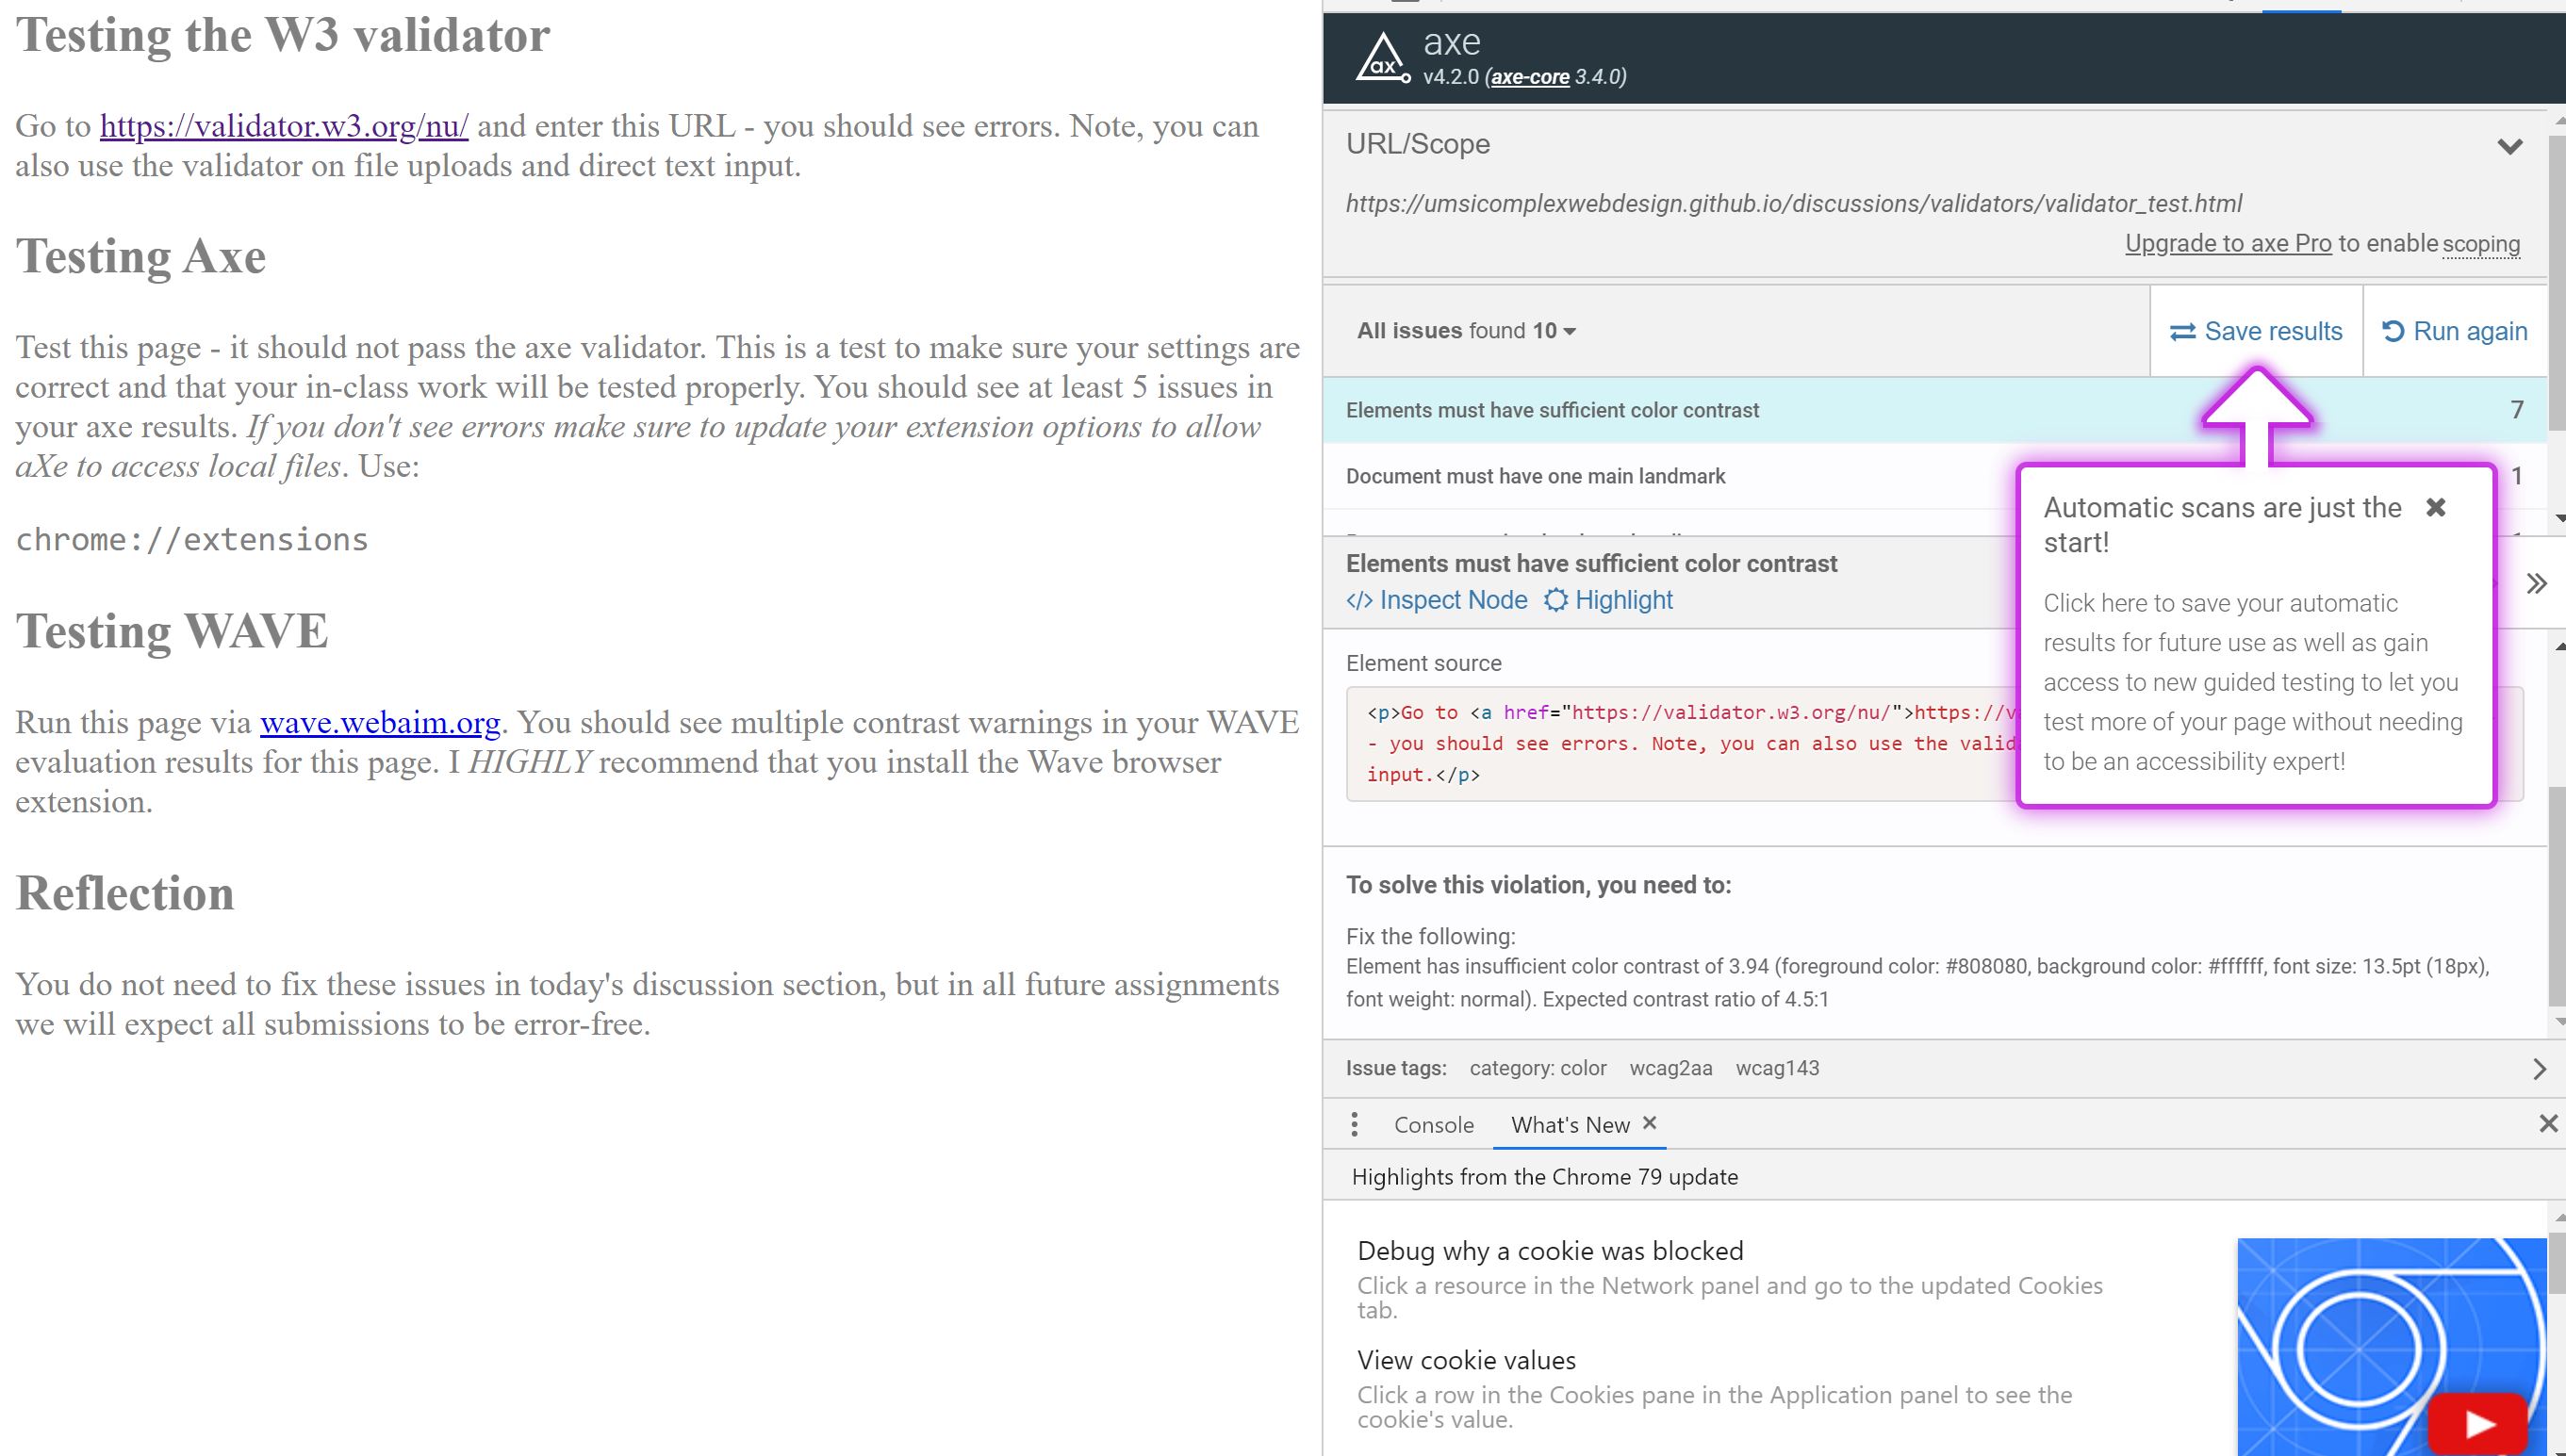 Testing the W3 validator
Go to https://validator.w3.org/nu/ and enter this URL - you should see errors. Note, you can
also use the validator on file uploads and direct text input.
Testing Axe
Test this page - it should not pass the axe validator. This is a test to make sure your settings are
correct and that your in-class work will be tested properly. You should see at least 5 issues in
your axe results. If you don't see errors make sure to update your extension options to allow
aXe to access local files. Use:
chrome://extensions
Testing WAVE
Run this page via wave.webaim.org. You should see multiple contrast warnings in your WAVE
evaluation results for this page. I HIGHLY recommend that you install the Wave browser
extension.
Reflection
You do not need to fix these issues in today's discussion section, but in all future assignments
we will expect all submissions to be error-free.
ax
axe
v4.2.0 (axe-core 3.4.0)
URL/Scope
https://umsicomplexwebdesign.github.io/discussions/validators/validator_test.html
Upgrade to axe Pro to enable scoping
All issues found 10
Save results
Run again
Elements must have sufficient color contrast 7
Document must have one main landmark 1
Automatic scans are just the
start!
Click here to save your automatic
results for future use as well as gain
access to new guided testing to let you
test more of your page without needing
to be an accessibility expert!
Elements must have sufficient color contrast
</> Inspect Node Highlight
Element source
<p>Go to <a href="https://validator.w3.org/nu/">https://v
- you should see errors. Note, you can also use the valid
input.</p>
To solve this violation, you need to:
Fix the following:
Element has insufficient color contrast of 3.94 (foreground color: #808080, background color: #ffffff, font size: 13.5pt (18px),
font weight: normal). Expected contrast ratio of 4.5:1
Issue tags: category: color wcag2aa wcag143
Console What's New
Highlights from the Chrome 79 update
Debug why a cookie was blocked
Click a resource in the Network panel and go to the updated Cookies
tab.
View cookie values
Click a row in the Cookies pane in the Application panel to see the
cookie's value.